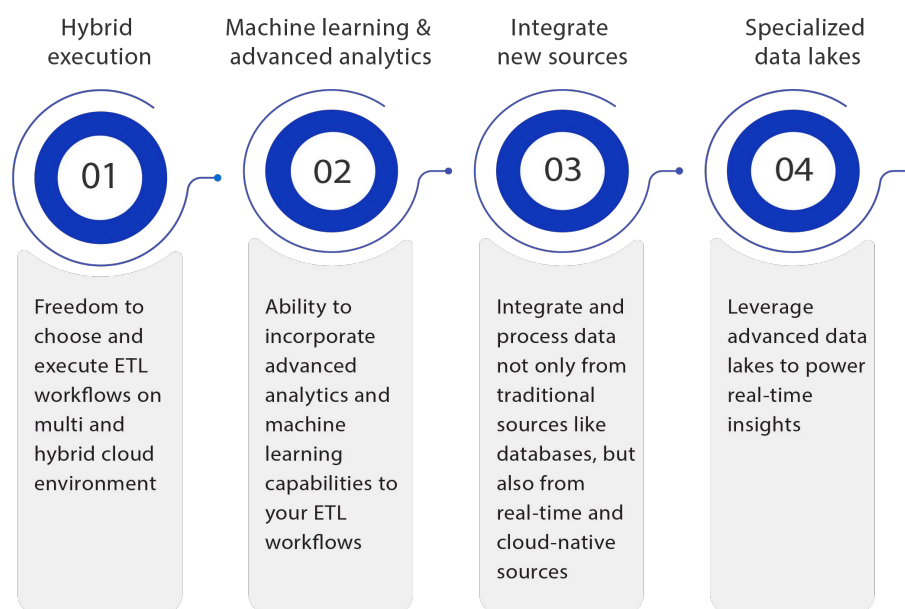 Hybrid
execution
01
Freedom to
choose and
execute ETL
workflows on
multi and
hybrid cloud
environment
Machine learning &
advanced analytics
02
Ability to
incorporate
advanced
analytics and
machine
learning
capabilities to
your ETL
workflows
Integrate
new sources
03
Integrate and
process data
not only from
traditional
sources like
databases, but
also from
real-time and
cloud-native
sources
Specialized
data lakes
04
Leverage
advanced data
lakes to power
real-time
insights